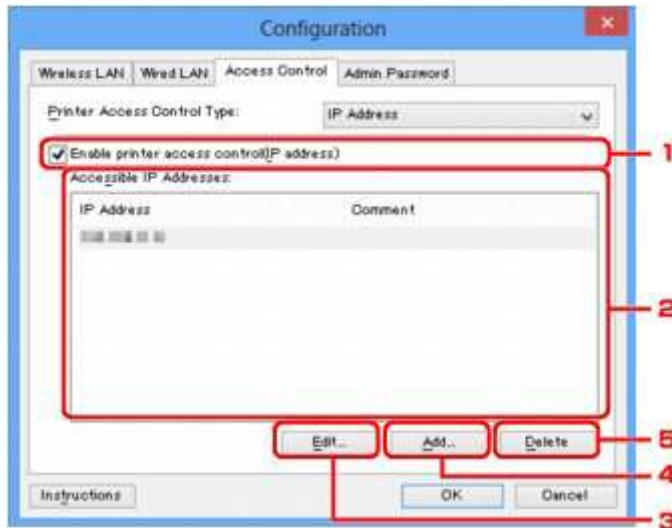 Configuration
Wireless LAN Wired LAN Access Control Admin Password
Printer Access Control Type: IP Address
Enable printer access control(IP address) 1
Accessible IP Addresses:
IP Address Comment
2
Edit... Add... Delete 5
4
Instructions OK Cancel
3